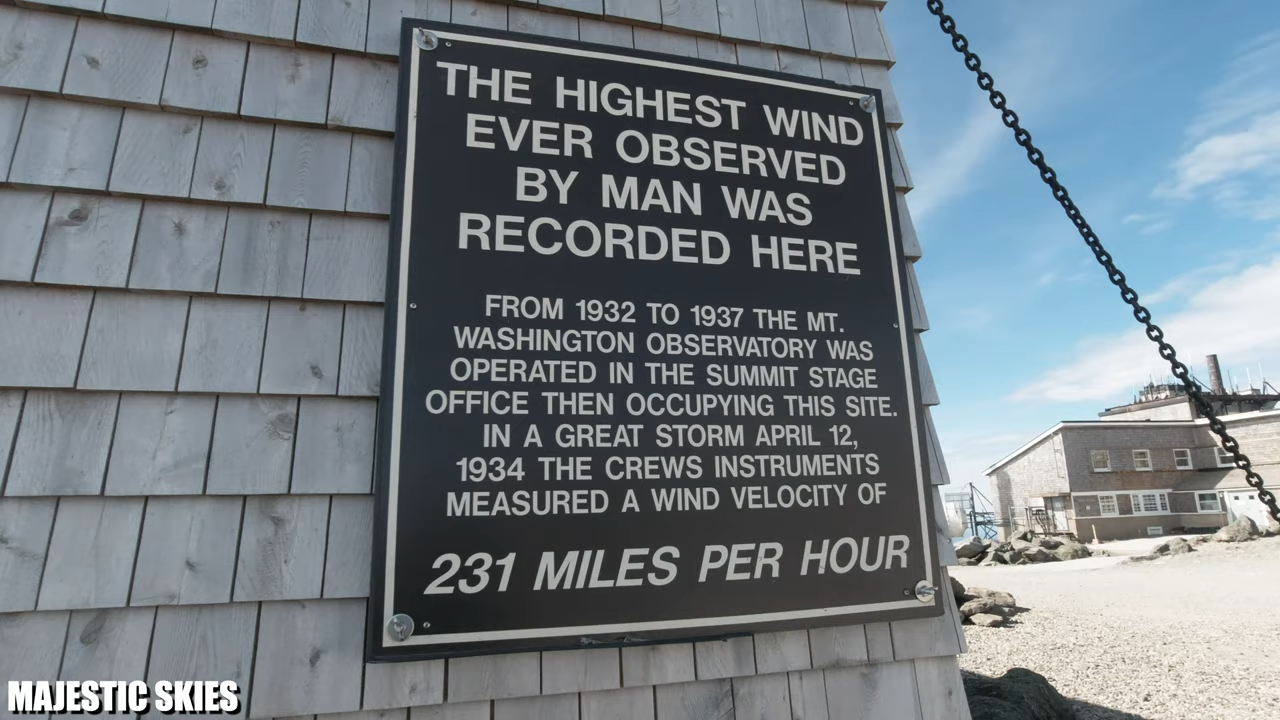 THE HIGHEST WIND
EVER OBSERVED
BY MAN WAS
RECORDED HERE
FROM 1932 TO 1937 THE MT.
WASHINGTON OBSERVATORY WAS
OPERATED IN THE SUMMIT STAGE
OFFICE THEN OCCUPYING THIS SITE.
IN A GREAT STORM APRIL 12,
1934 THE CREWS INSTRUMENTS
MEASURED A WIND VELOCITY OF
231 MILES PER HOUR
MAJESTIC SKIES